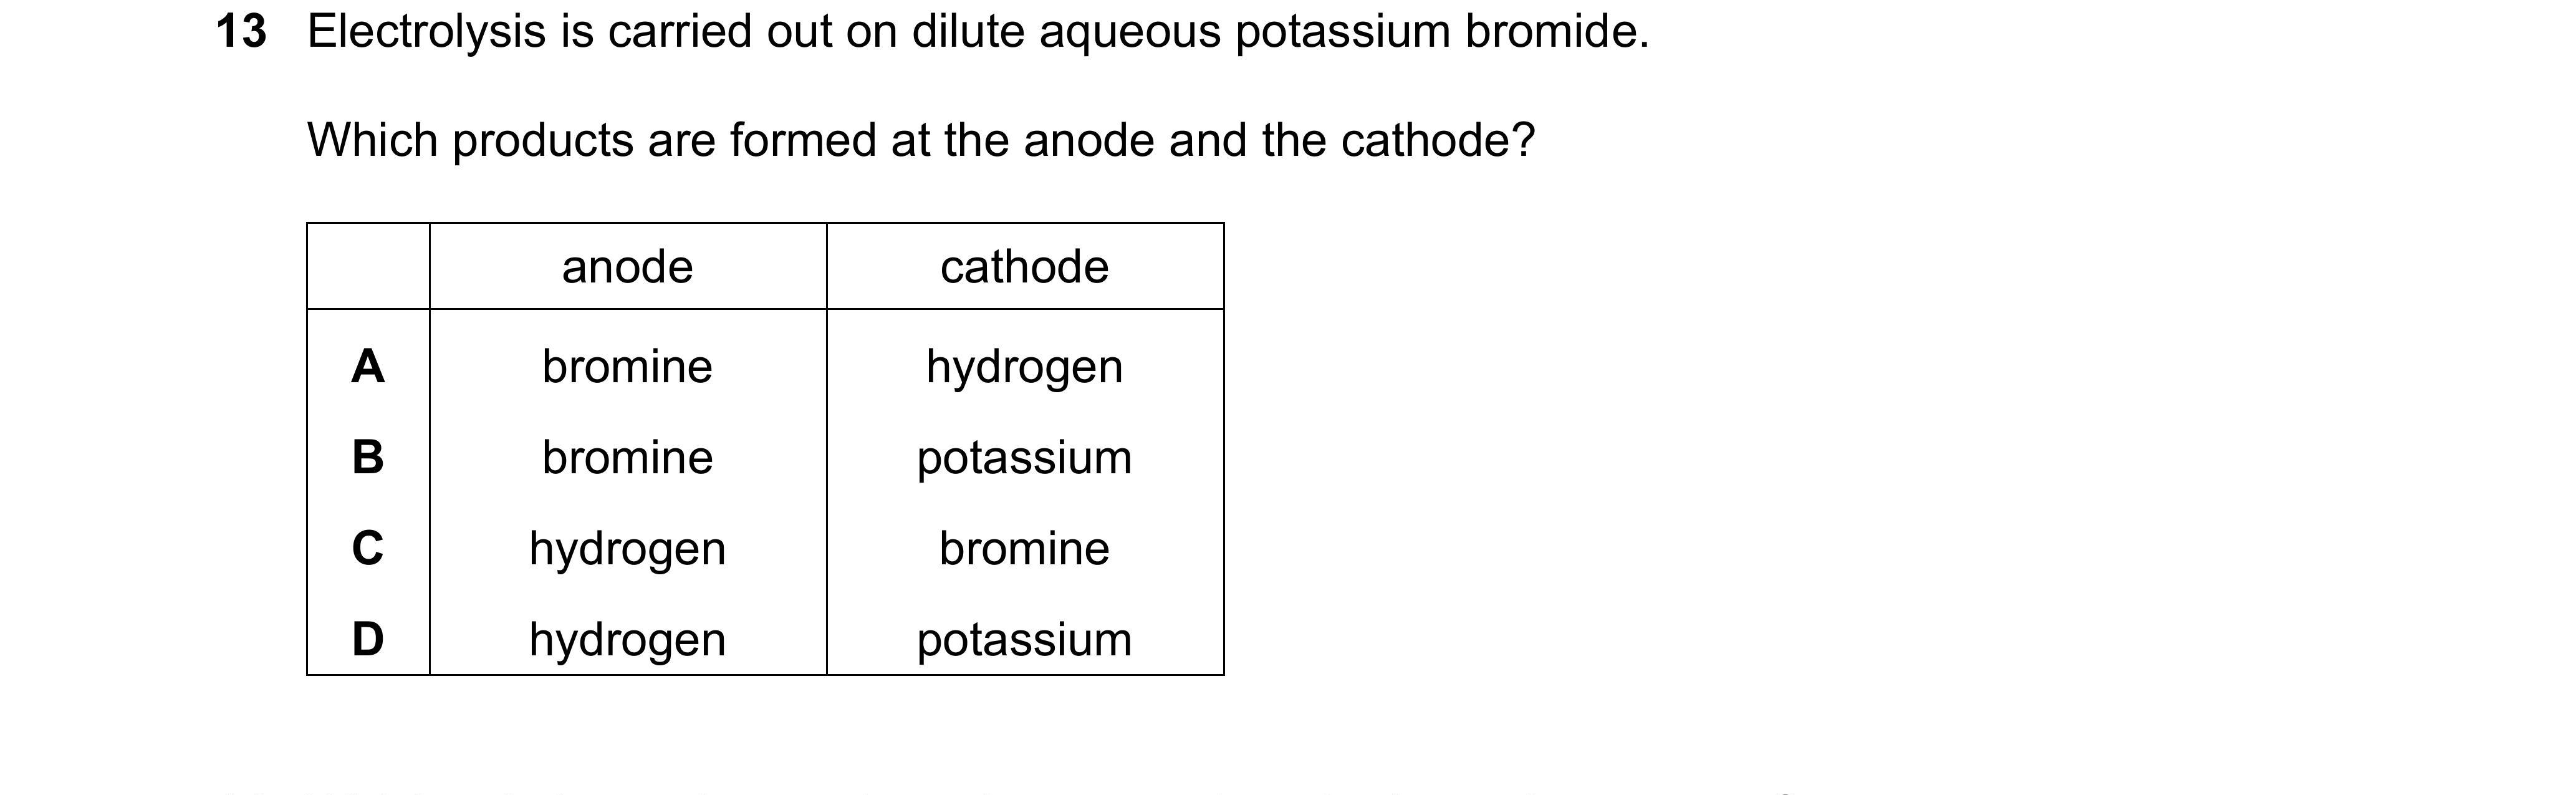 13 Electrolysis is carried out on dilute aqueous potassium bromide.
Which products are formed at the anode and the cathode?
anode cathode
A bromine hydrogen
B bromine potassium
C hydrogen bromine
D hydrogen potassium